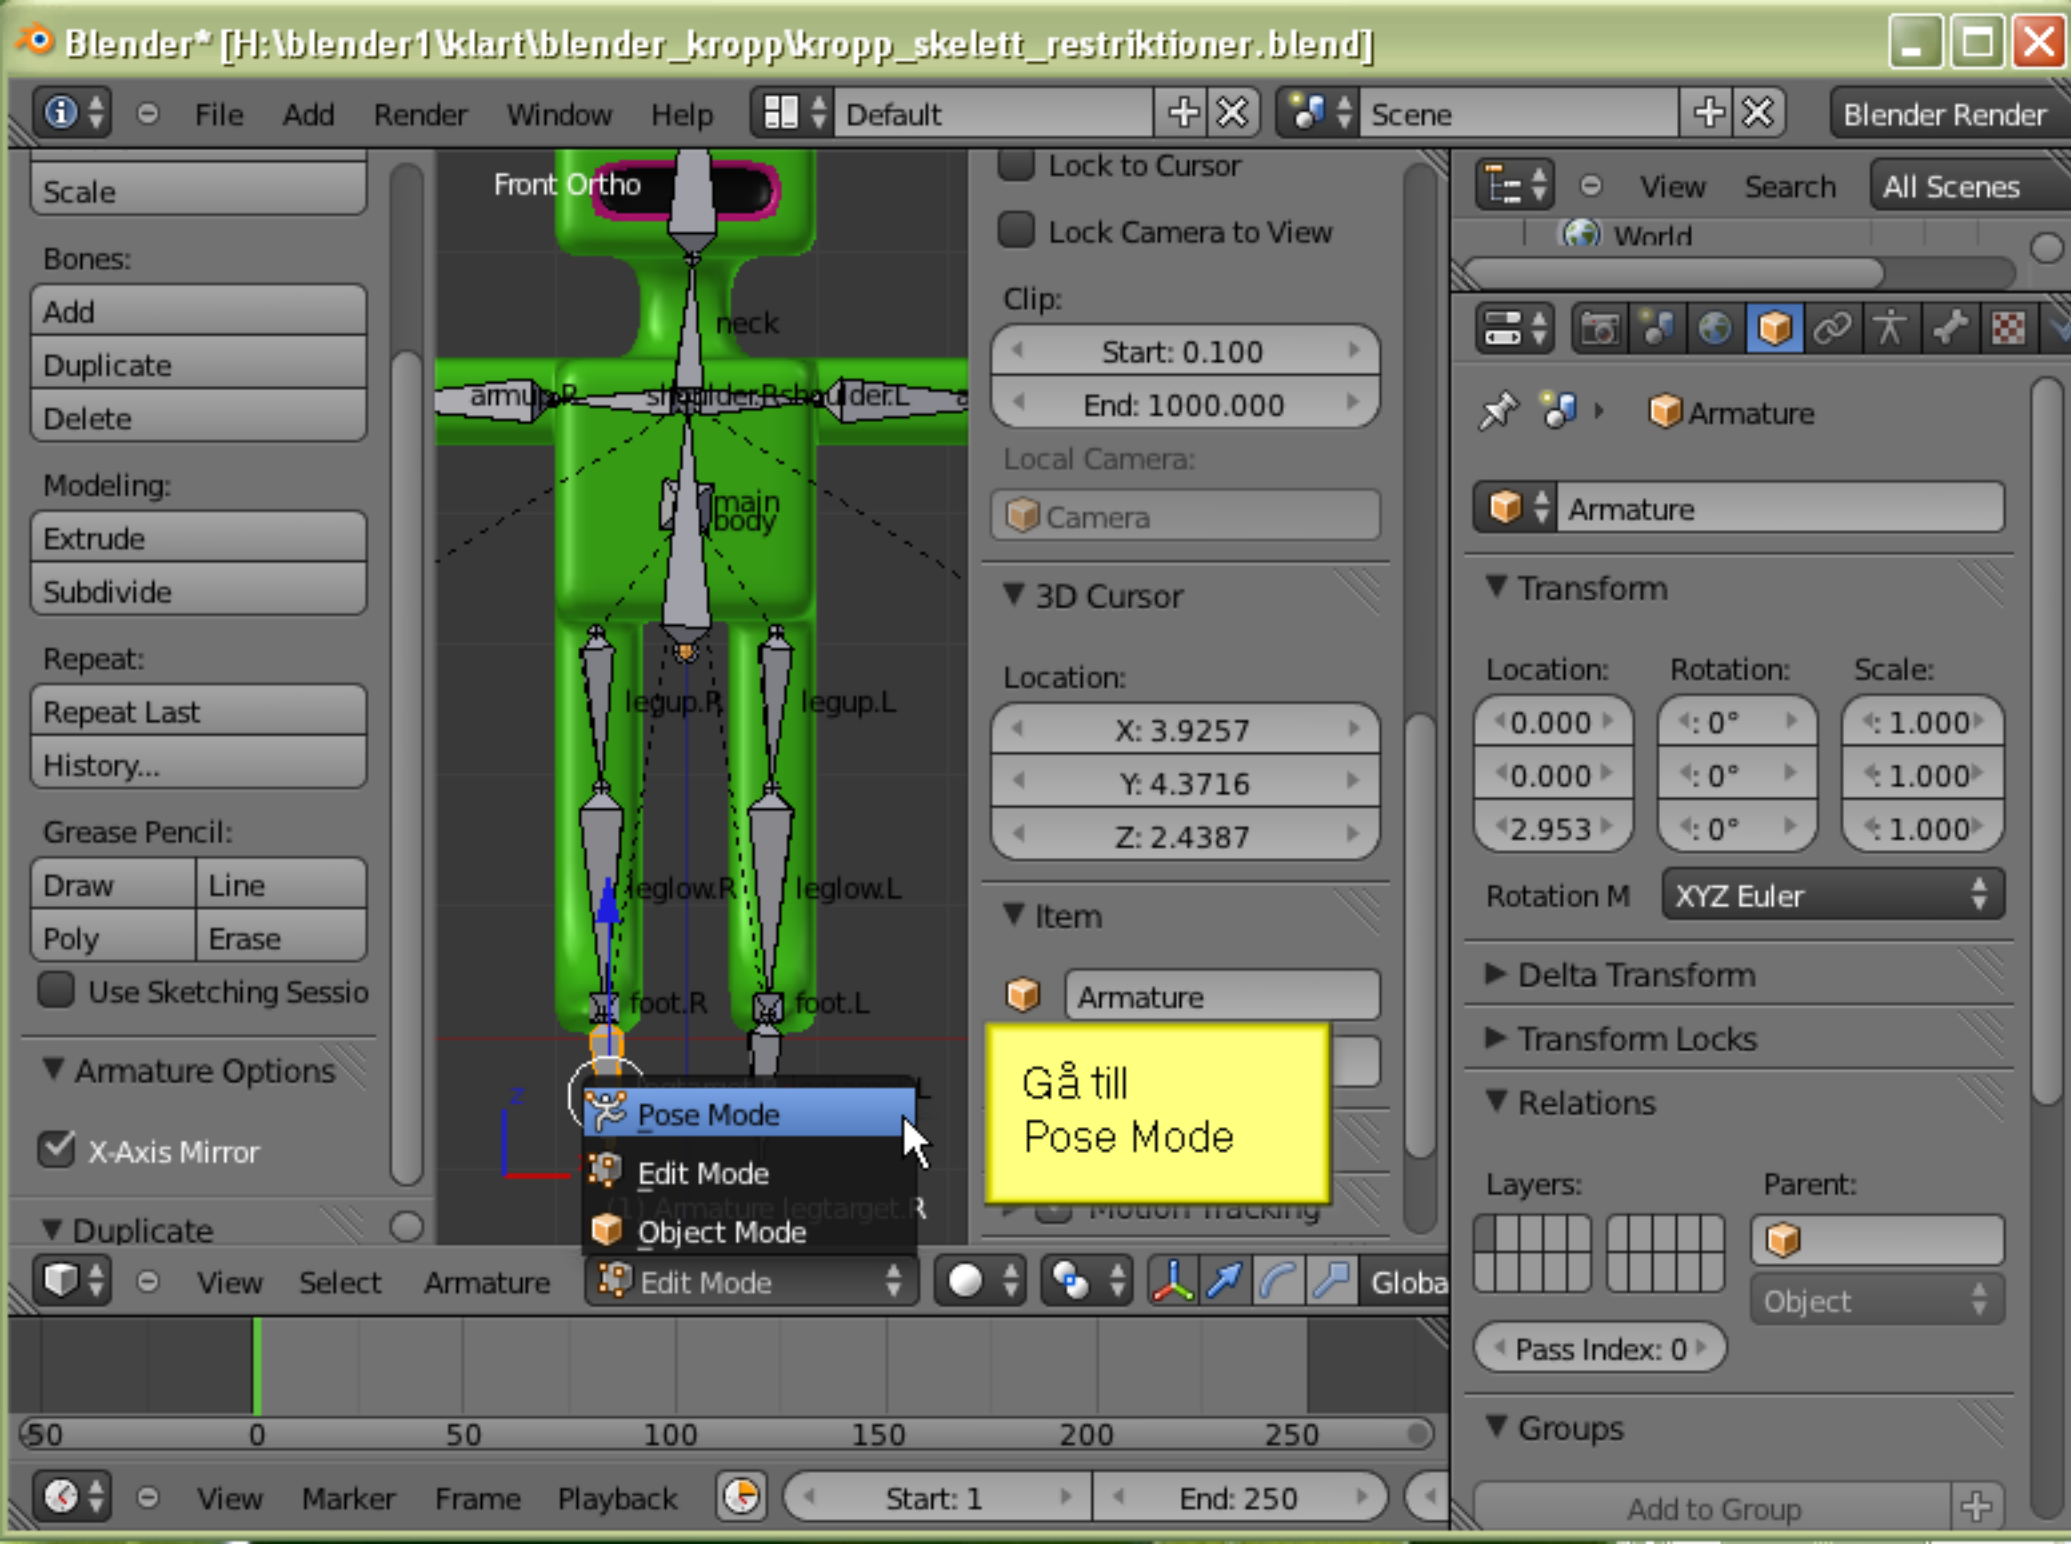 Blender* [H:\blender1\klart\blender_kropp\kropp_skelett_restriktioner.blend]
File Add Render Window Help Default Scene Blender Render
Scale
Bones:
Add
Duplicate
Delete
Modeling:
Extrude
Subdivide
Repeat:
Repeat Last
History...
Grease Pencil:
Draw Line
Poly Erase
Use Sketching Sessio
Armature Options
X-Axis Mirror
Duplicate
Front Ortho
neck
armup.R shoulder.R shoulder.L a
main
body
legup.R legup.L
leglow.R leglow.L
foot.R foot.L
L
z
Pose Mode
Edit Mode
(1) Armature legtarget.R
Object Mode
Lock to Cursor
Lock Camera to View
Clip:
Start: 0.100
End: 1000.000
Local Camera:
Camera
3D Cursor
Location:
X: 3.9257
Y: 4.3716
Z: 2.4387
Item
Armature
Gå till
Pose Mode
Motion Tracking
View Select Armature Edit Mode Globa
-50 0 50 100 150 200 250
View Marker Frame Playback Start: 1 End: 250
View Search All Scenes
World
Armature
Armature
Transform
Location: Rotation: Scale:
0.000 : 0° : 1.000
0.000 : 0° : 1.000
2.953 : 0° : 1.000
Rotation M XYZ Euler
Delta Transform
Transform Locks
Relations
Layers: Parent:
Object
Pass Index: 0
Groups
Add to Group